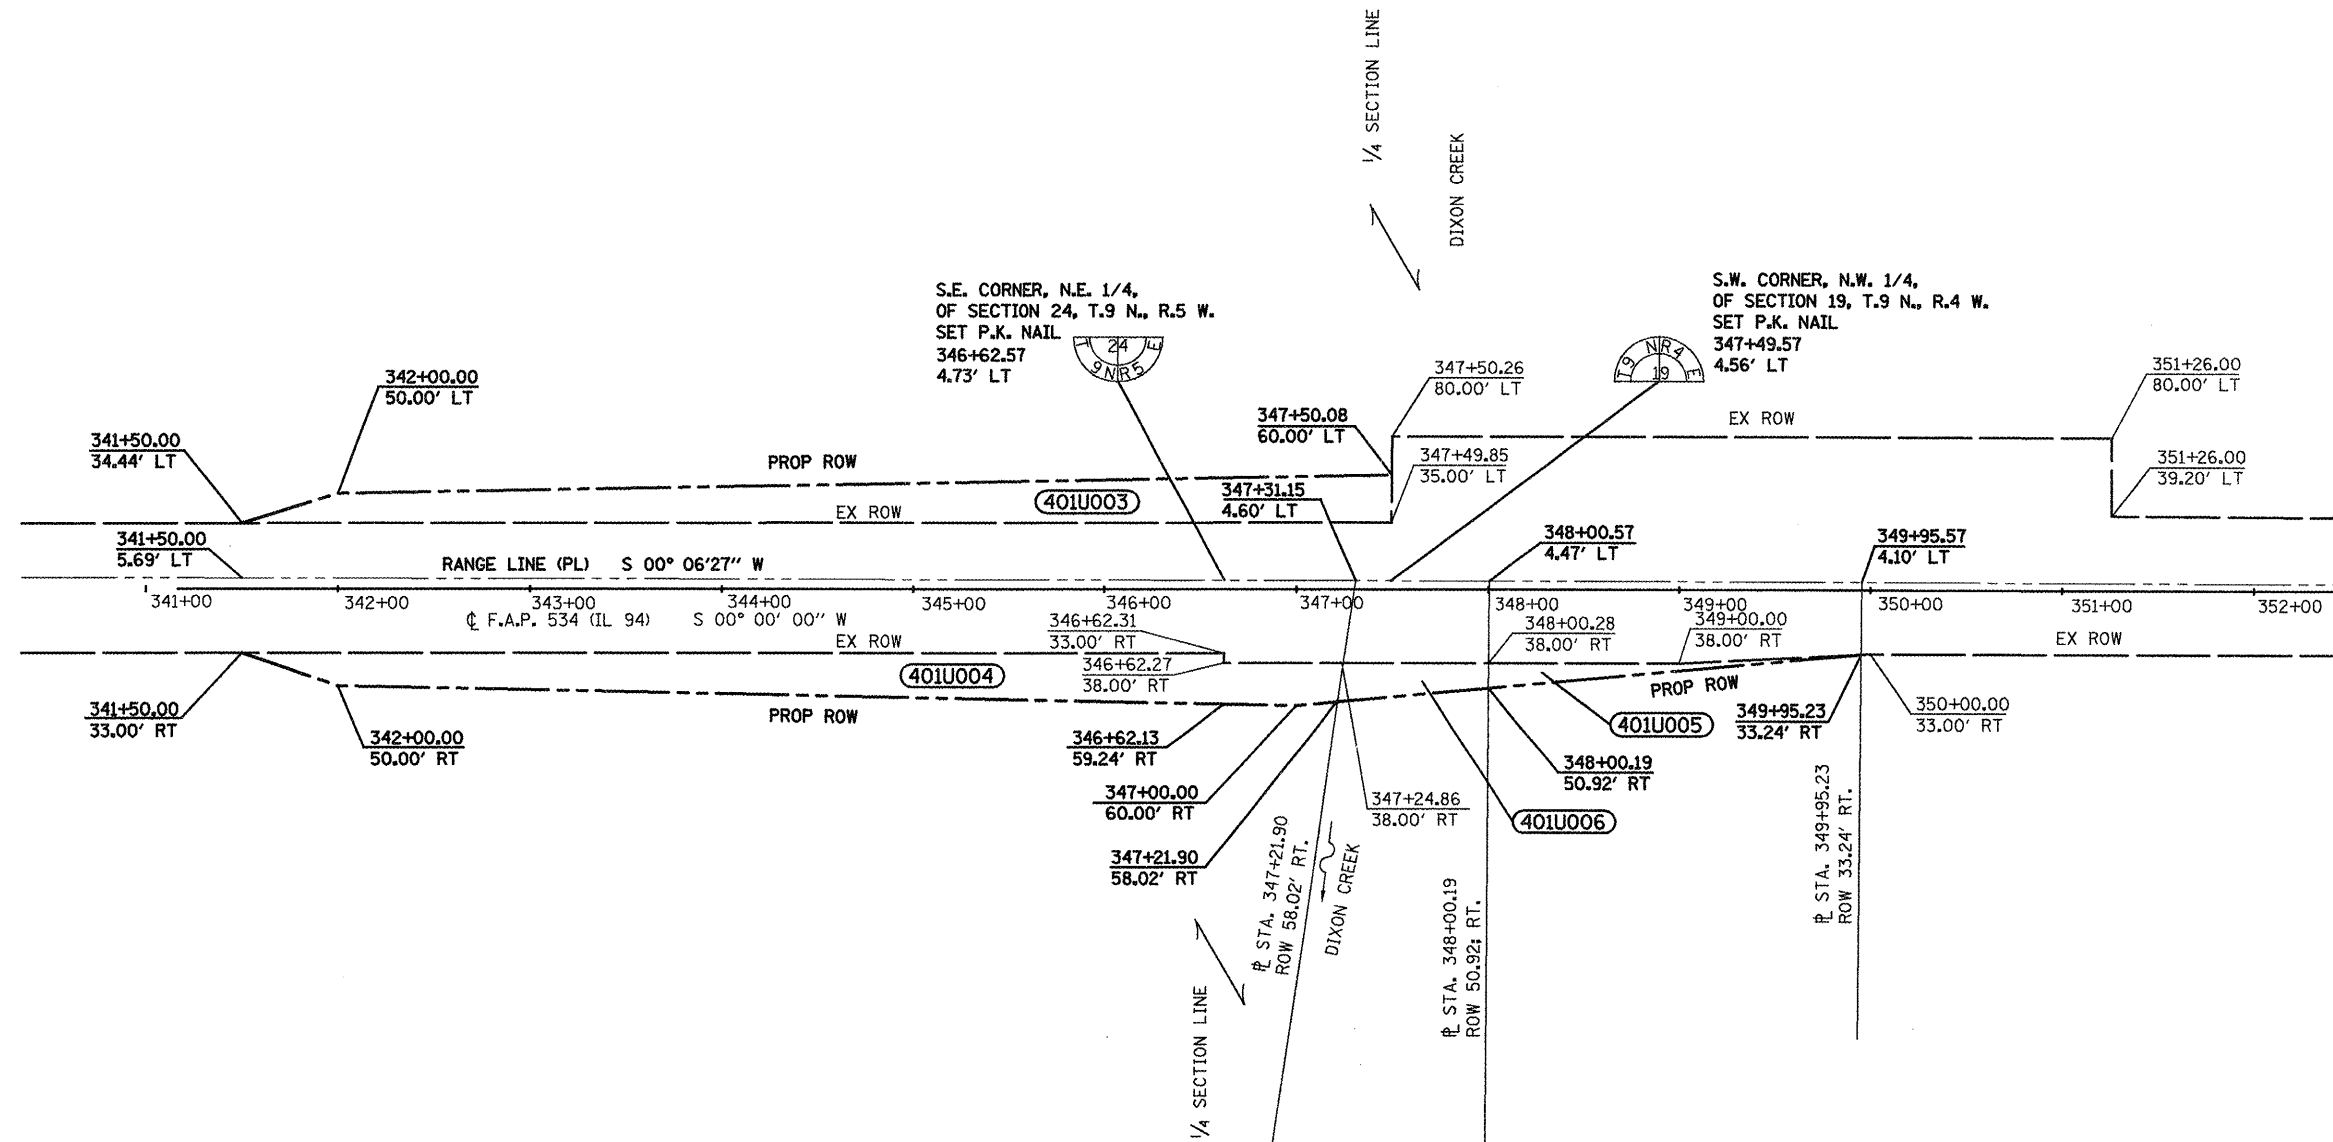 1/4 SECTION LINE
DIXON CREEK
S.E. CORNER, N.E. 1/4,
OF SECTION 24, T.9 N., R.5 W.
SET P.K. NAIL
346+62.57
4.73' LT
T 24 E
9NR5
S.W. CORNER, N.W. 1/4,
OF SECTION 19, T.9 N., R.4 W.
SET P.K. NAIL
347+49.57
4.56' LT
T9 NR4
19 E
342+00.00
50.00' LT
341+50.00
34.44' LT
347+50.26
80.00' LT
347+50.08
60.00' LT
347+49.85
35.00' LT
EX ROW
351+26.00
80.00' LT
351+26.00
39.20' LT
PROP ROW
401U003
347+31.15
4.60' LT
EX ROW
341+50.00
5.69' LT
348+00.57
4.47' LT
349+95.57
4.10' LT
RANGE LINE (PL) S 00° 06'27'' W
341+00
342+00
343+00
344+00
345+00
346+00
347+00
348+00
349+00
350+00
351+00
352+00
℄ F.A.P. 534 (IL 94) S 00° 00' 00'' W
346+62.31
33.00' RT
348+00.28
38.00' RT
349+00.00
38.00' RT
EX ROW
EX ROW
401U004
346+62.27
38.00' RT
PROP ROW
PROP ROW
341+50.00
33.00' RT
342+00.00
50.00' RT
346+62.13
59.24' RT
401U005
349+95.23
33.24' RT
350+00.00
33.00' RT
348+00.19
50.92' RT
347+00.00
60.00' RT
347+24.86
38.00' RT
401U006
347+21.90
58.02' RT
PL STA. 347+21.90
ROW 58.02' RT.
DIXON CREEK
PL STA. 348+00.19
ROW 50.92; RT.
PL STA. 349+95.23
ROW 33.24' RT.
1/4 SECTION LINE